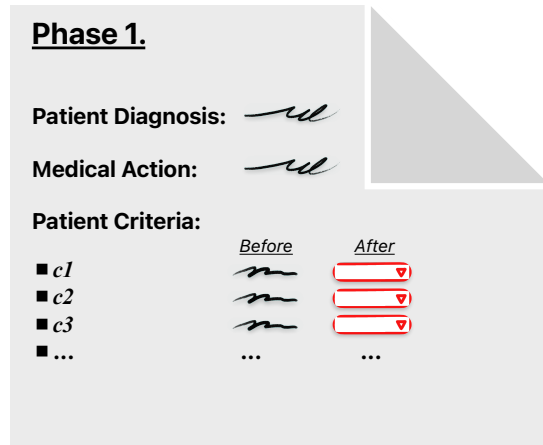 Phase 1.
Patient Diagnosis:
Medical Action:
Patient Criteria:
Before After
c1
c2
c3
... ... ...